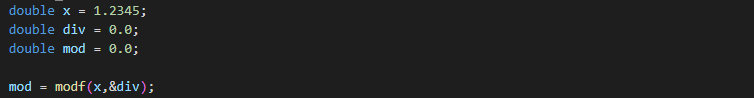 double x = 1.2345;
double div = 0.0;
double mod = 0.0;
mod = modf(x,&div);